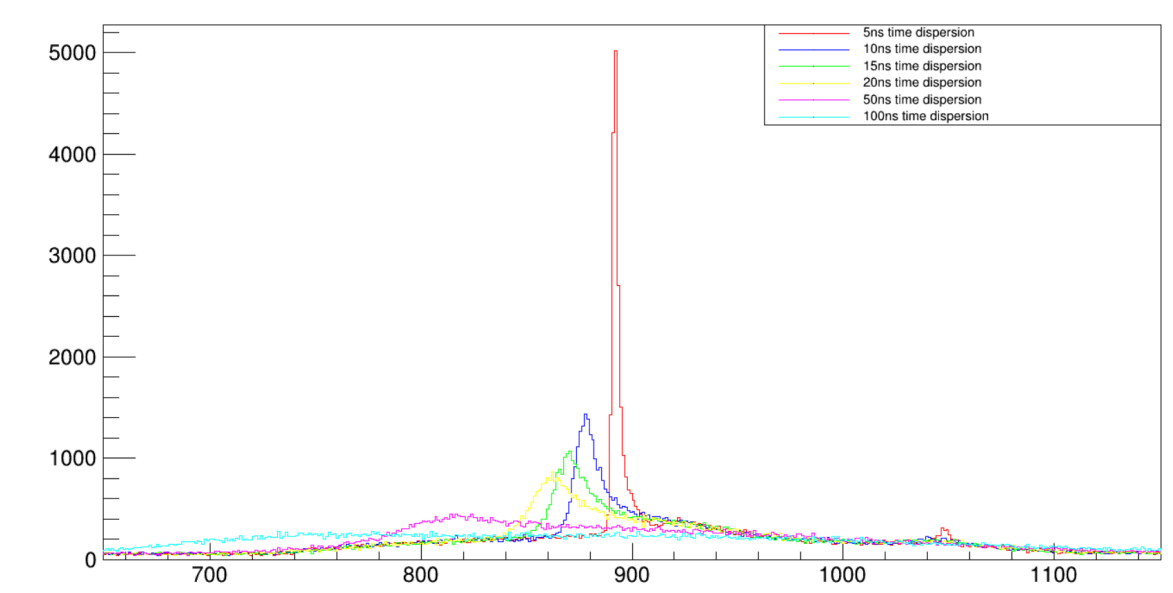 5000
4000
3000
2000
1000
0
700 800 900 1000 1100
5ns time dispersion
10ns time dispersion
15ns time dispersion
20ns time dispersion
50ns time dispersion
100ns time dispersion